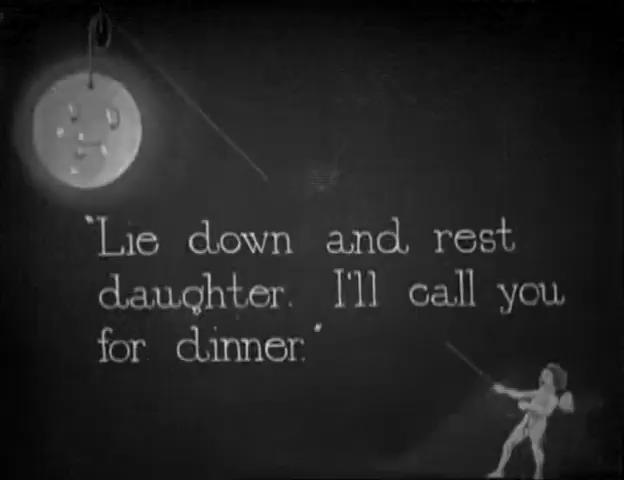 "Lie down and rest
daughter. I'll call you
for dinner."